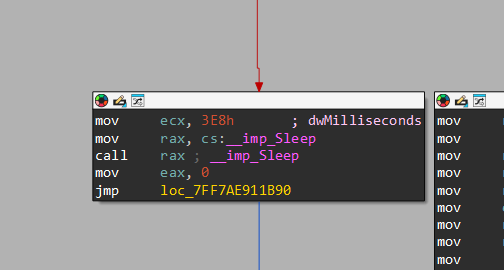 mov ecx, 3E8h ; dwMilliseconds
mov rax, cs:__imp_Sleep
call rax ; __imp_Sleep
mov eax, 0
jmp loc_7FF7AE911B90
mov
mov
mov
mov
mov
mov
mov
mov